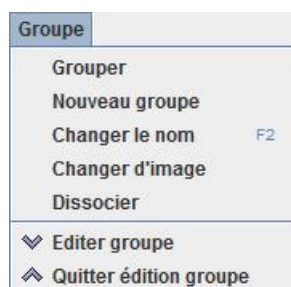 Groupe
Grouper
Nouveau groupe
Changer le nom F2
Changer d'image
Dissocier
Editer groupe
Quitter édition groupe